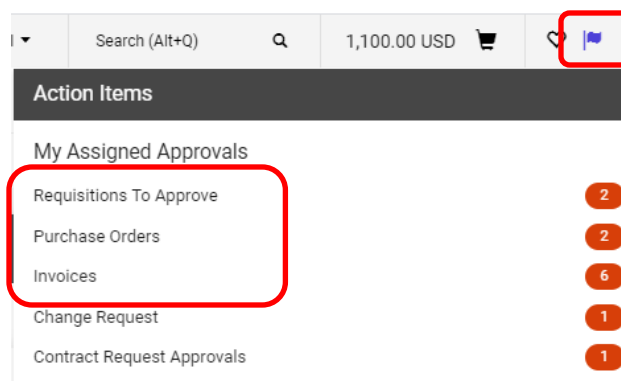 Search (Alt+Q) 1,100.00 USD
Action Items
My Assigned Approvals
Requisitions To Approve 2
Purchase Orders 2
Invoices 6
Change Request 1
Contract Request Approvals 1